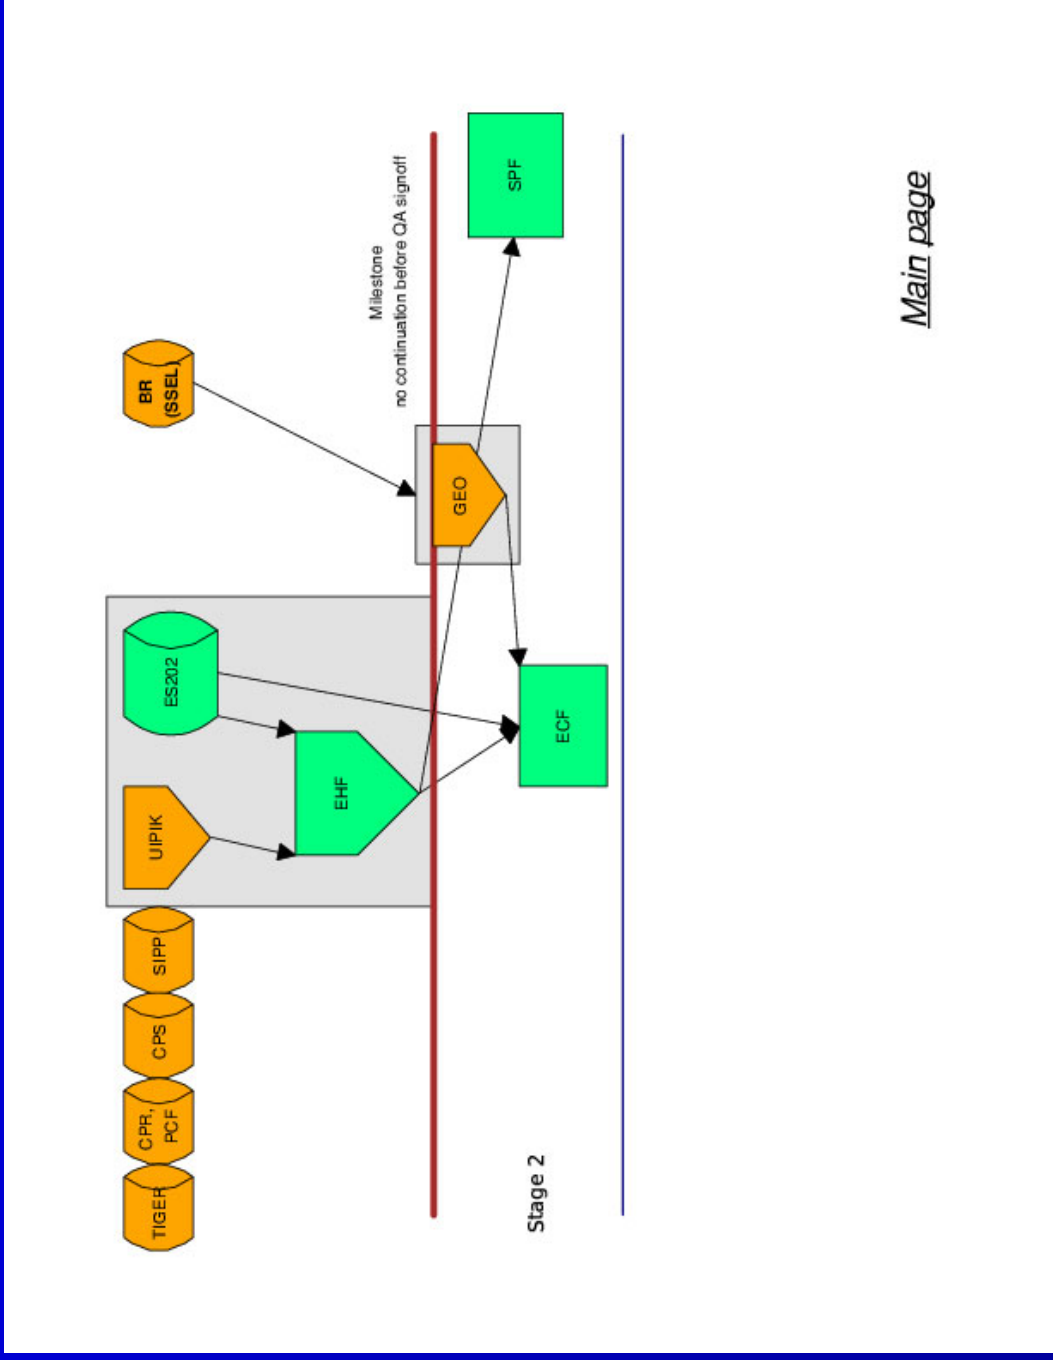 TIGER
CPR,
PCF
CPS
SIPP
UIPIK
ES202
BR
(SSEL)
EHF
Milestone
no continuation before QA signoff
GEO
SPF
Stage 2
ECF
Main page